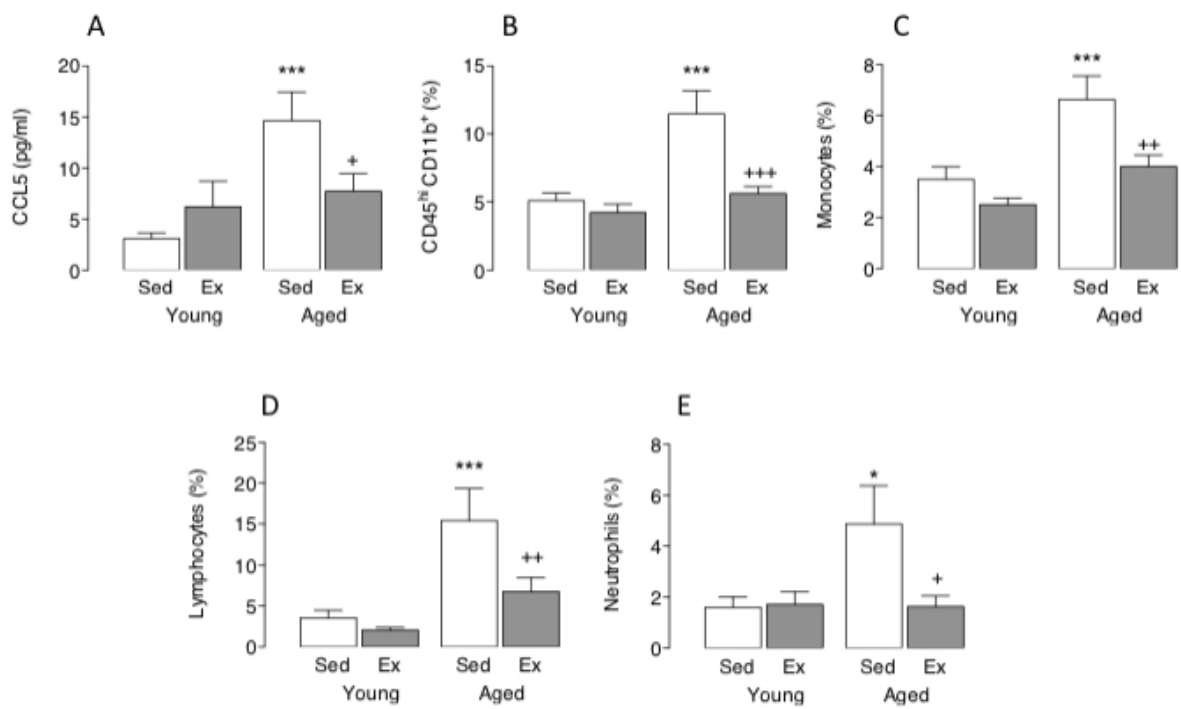 A
CCL5 (pg/ml)
20
15
10
5
0
***
+
Sed Ex Sed Ex
Young Aged
B
CD45hiCD11b+ (%)
15
10
5
0
***
+++
Sed Ex Sed Ex
Young Aged
C
Monocytes (%)
8
6
4
2
0
***
++
Sed Ex Sed Ex
Young Aged
D
Lymphocytes (%)
25
20
15
10
5
0
***
++
Sed Ex Sed Ex
Young Aged
E
Neutrophils (%)
8
6
4
2
0
*
+
Sed Ex Sed Ex
Young Aged